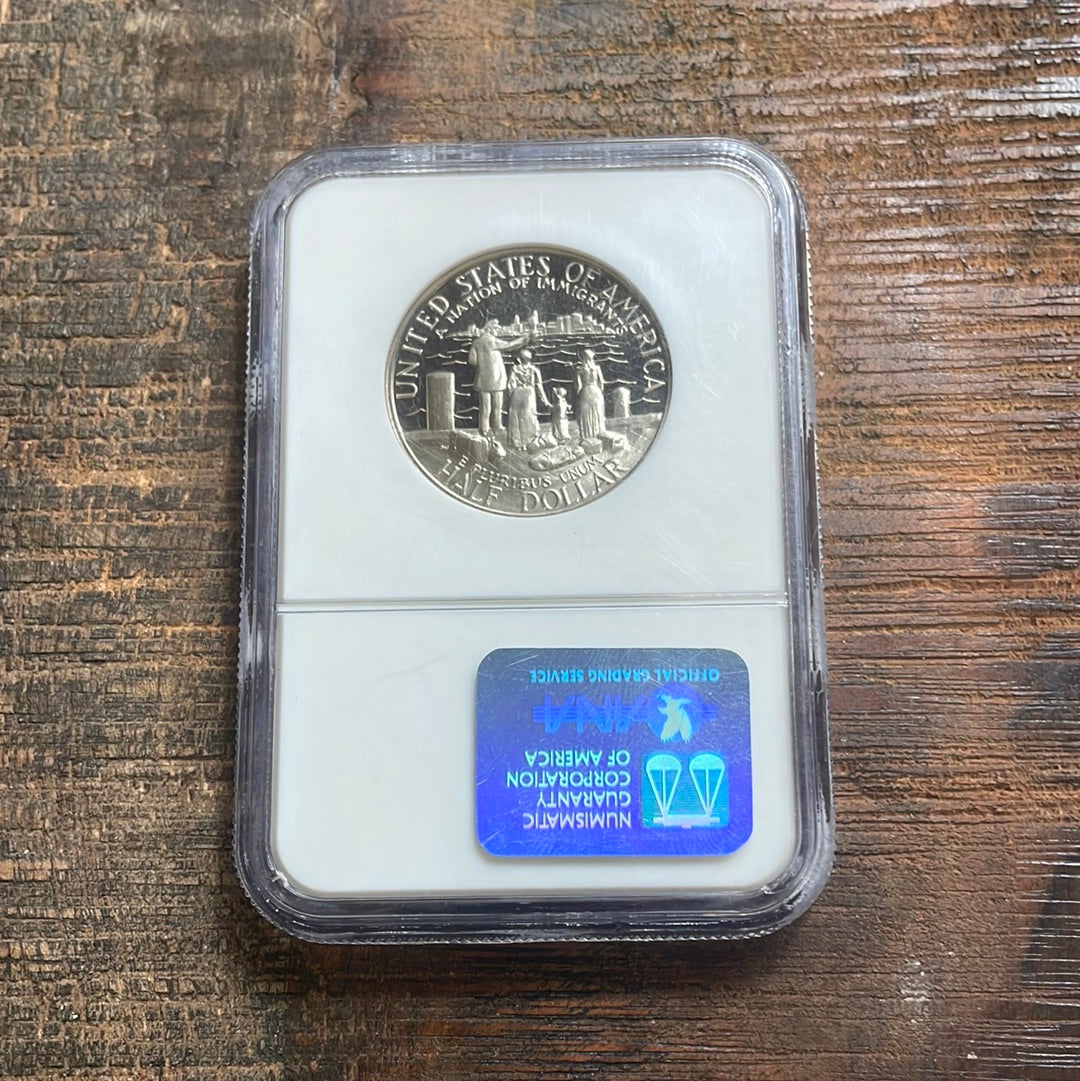 UNITED STATES OF AMERICA
A NATION OF IMMIGRANTS
E PLURIBUS UNUM
HALF DOLLAR
NUMISMATIC
GUARANTY
CORPORATION
OF AMERICA
ANA
OFFICIAL GRADING SERVICE